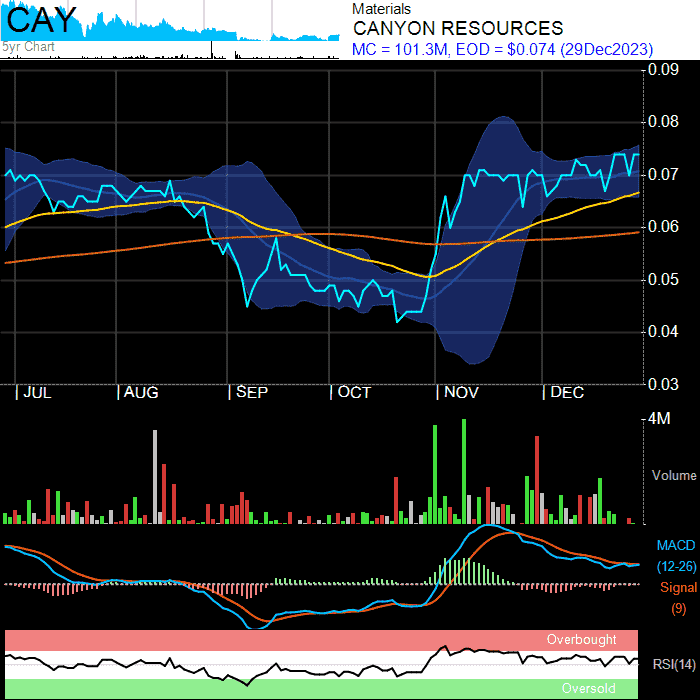 CAY
5yr Chart
Materials
CANYON RESOURCES
MC = 101.3M, EOD = $0.074 (29Dec2023)
0.09
0.08
0.07
0.06
0.05
0.04
0.03
JUL AUG SEP OCT NOV DEC
4M
Volume
MACD
(12-26)
Signal
(9)
Overbought
RSI(14)
Oversold